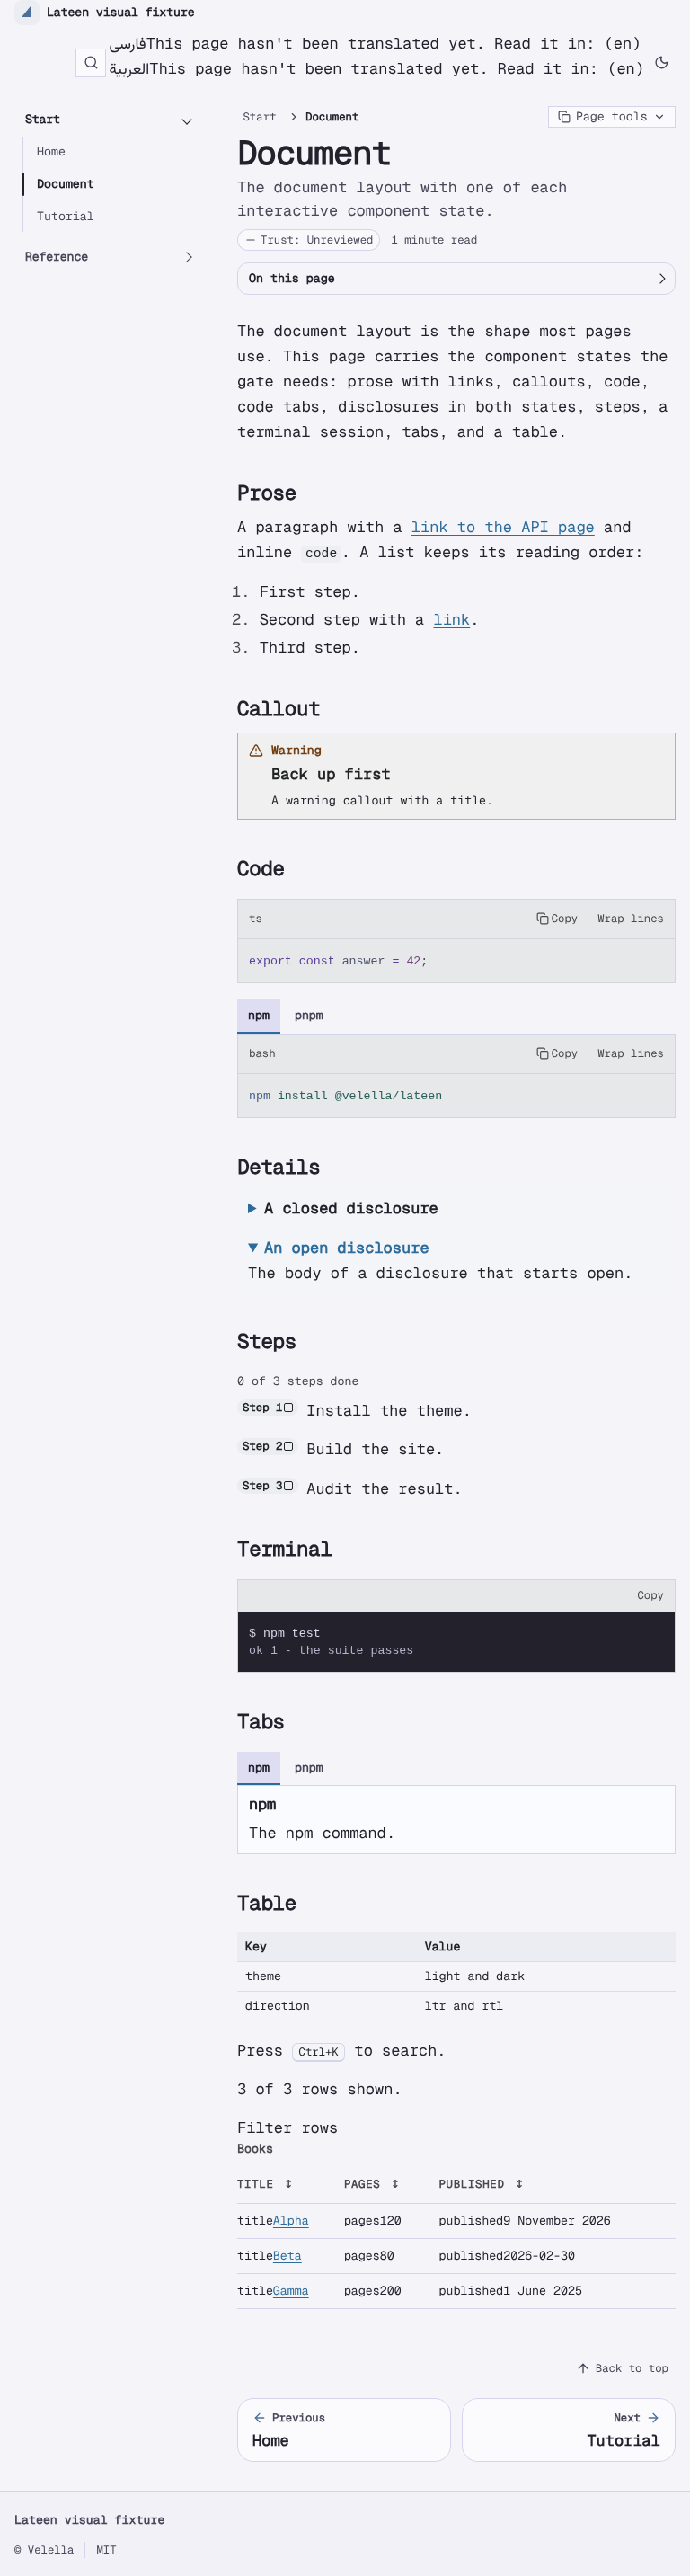 Lateen visual fixture
فارسیThis page hasn't been translated yet. Read it in: (en)
العربيةThis page hasn't been translated yet. Read it in: (en)
Start
Home
Document
Tutorial
Reference
Start > Document
Page tools
Document
The document layout with one of each
interactive component state.
— Trust: Unreviewed
1 minute read
On this page
The document layout is the shape most pages
use. This page carries the component states the
gate needs: prose with links, callouts, code,
code tabs, disclosures in both states, steps, a
terminal session, tabs, and a table.
Prose
A paragraph with a link to the API page and
inline code. A list keeps its reading order:
1. First step.
2. Second step with a link.
3. Third step.
Callout
Warning
Back up first
A warning callout with a title.
Code
ts Copy Wrap lines
export const answer = 42;
npm pnpm
bash Copy Wrap lines
npm install @velella/lateen
Details
A closed disclosure
An open disclosure
The body of a disclosure that starts open.
Steps
0 of 3 steps done
Step 1 Install the theme.
Step 2 Build the site.
Step 3 Audit the result.
Terminal
Copy
$ npm test
ok 1 - the suite passes
Tabs
npm pnpm
npm
The npm command.
Table
Key Value
theme light and dark
direction ltr and rtl
Press Ctrl+K to search.
3 of 3 rows shown.
Filter rows
Books
TITLE ↕ PAGES ↕ PUBLISHED ↕
titleAlpha pages120 published9 November 2026
titleBeta pages80 published2026-02-30
titleGamma pages200 published1 June 2025
↑ Back to top
← Previous
Home
Next →
Tutorial
Lateen visual fixture
© Velella MIT